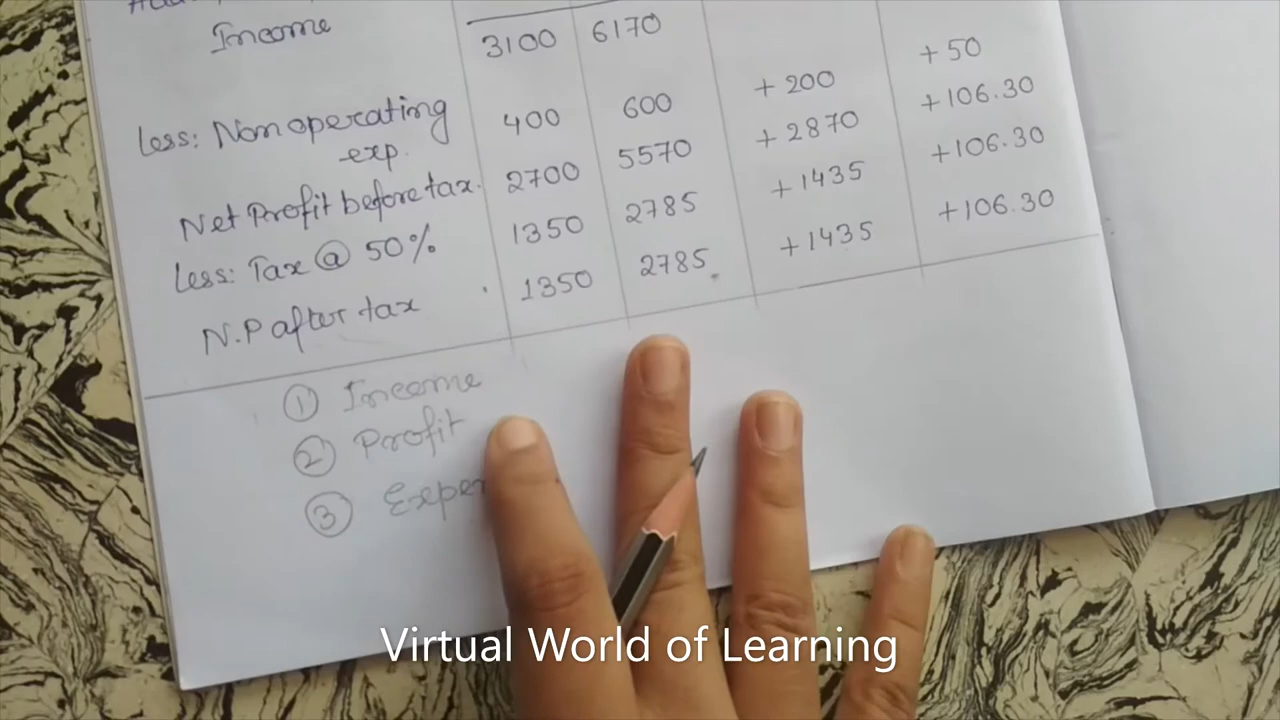 Income 3100 6170
Less: Non operating exp. 400 600 +200 +50
Net Profit before tax. 2700 5570 +2870 +106.30
Less: Tax @ 50% 1350 2785 +1435 +106.30
N.P after tax 1350 2785 +1435 +106.30
① Income
② Profit
③
Virtual World of Learning